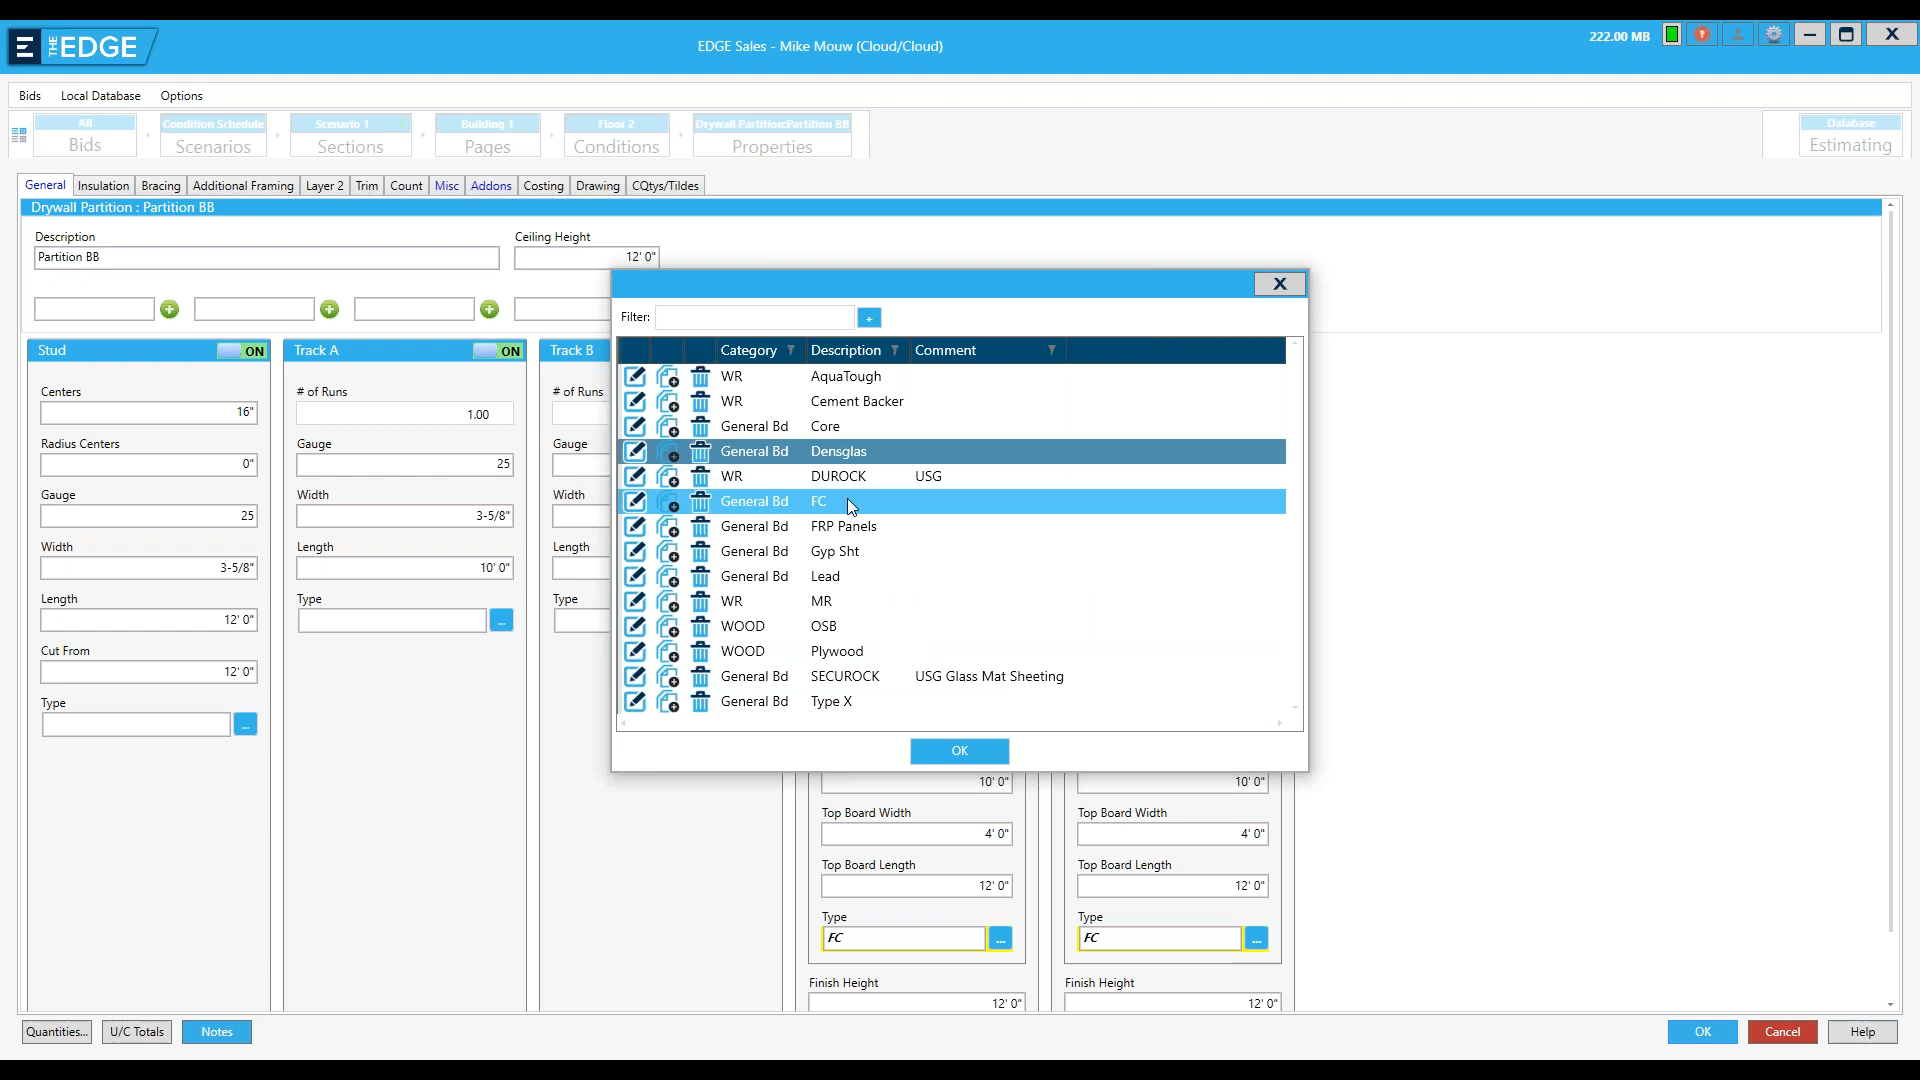 E THE EDGE
EDGE Sales - Mike Mouw (Cloud/Cloud)
222.00 MB
?
X
Bids Local Database Options
All
Bids
Condition Schedule
Scenarios
Scenario 1
Sections
Building 1
Pages
Floor 2
Conditions
Drywall Partition:Partition BB
Properties
Database
Estimating
General Insulation Bracing Additional Framing Layer 2 Trim Count Misc Addons Costing Drawing CQtys/Tildes
Drywall Partition : Partition BB
Description
Partition BB
Ceiling Height
12' 0"
Stud ON
Centers
16"
Radius Centers
0"
Gauge
25
Width
3-5/8"
Length
12' 0"
Cut From
12' 0"
Type
...
Track A ON
# of Runs
1.00
Gauge
25
Width
3-5/8"
Length
10' 0"
Type
...
Track B
# of Runs
Gauge
Width
Length
Type
X
Filter:
+
Category Description Comment
WR AquaTough
WR Cement Backer
General Bd Core
General Bd Densglas
WR DUROCK USG
General Bd FC
General Bd FRP Panels
General Bd Gyp Sht
General Bd Lead
WR MR
WOOD OSB
WOOD Plywood
General Bd SECUROCK USG Glass Mat Sheeting
General Bd Type X
OK
10' 0"
Top Board Width
4' 0"
Top Board Length
12' 0"
Type
FC ...
Finish Height
12' 0"
10' 0"
Top Board Width
4' 0"
Top Board Length
12' 0"
Type
FC ...
Finish Height
12' 0"
Quantities... U/C Totals Notes
OK Cancel Help